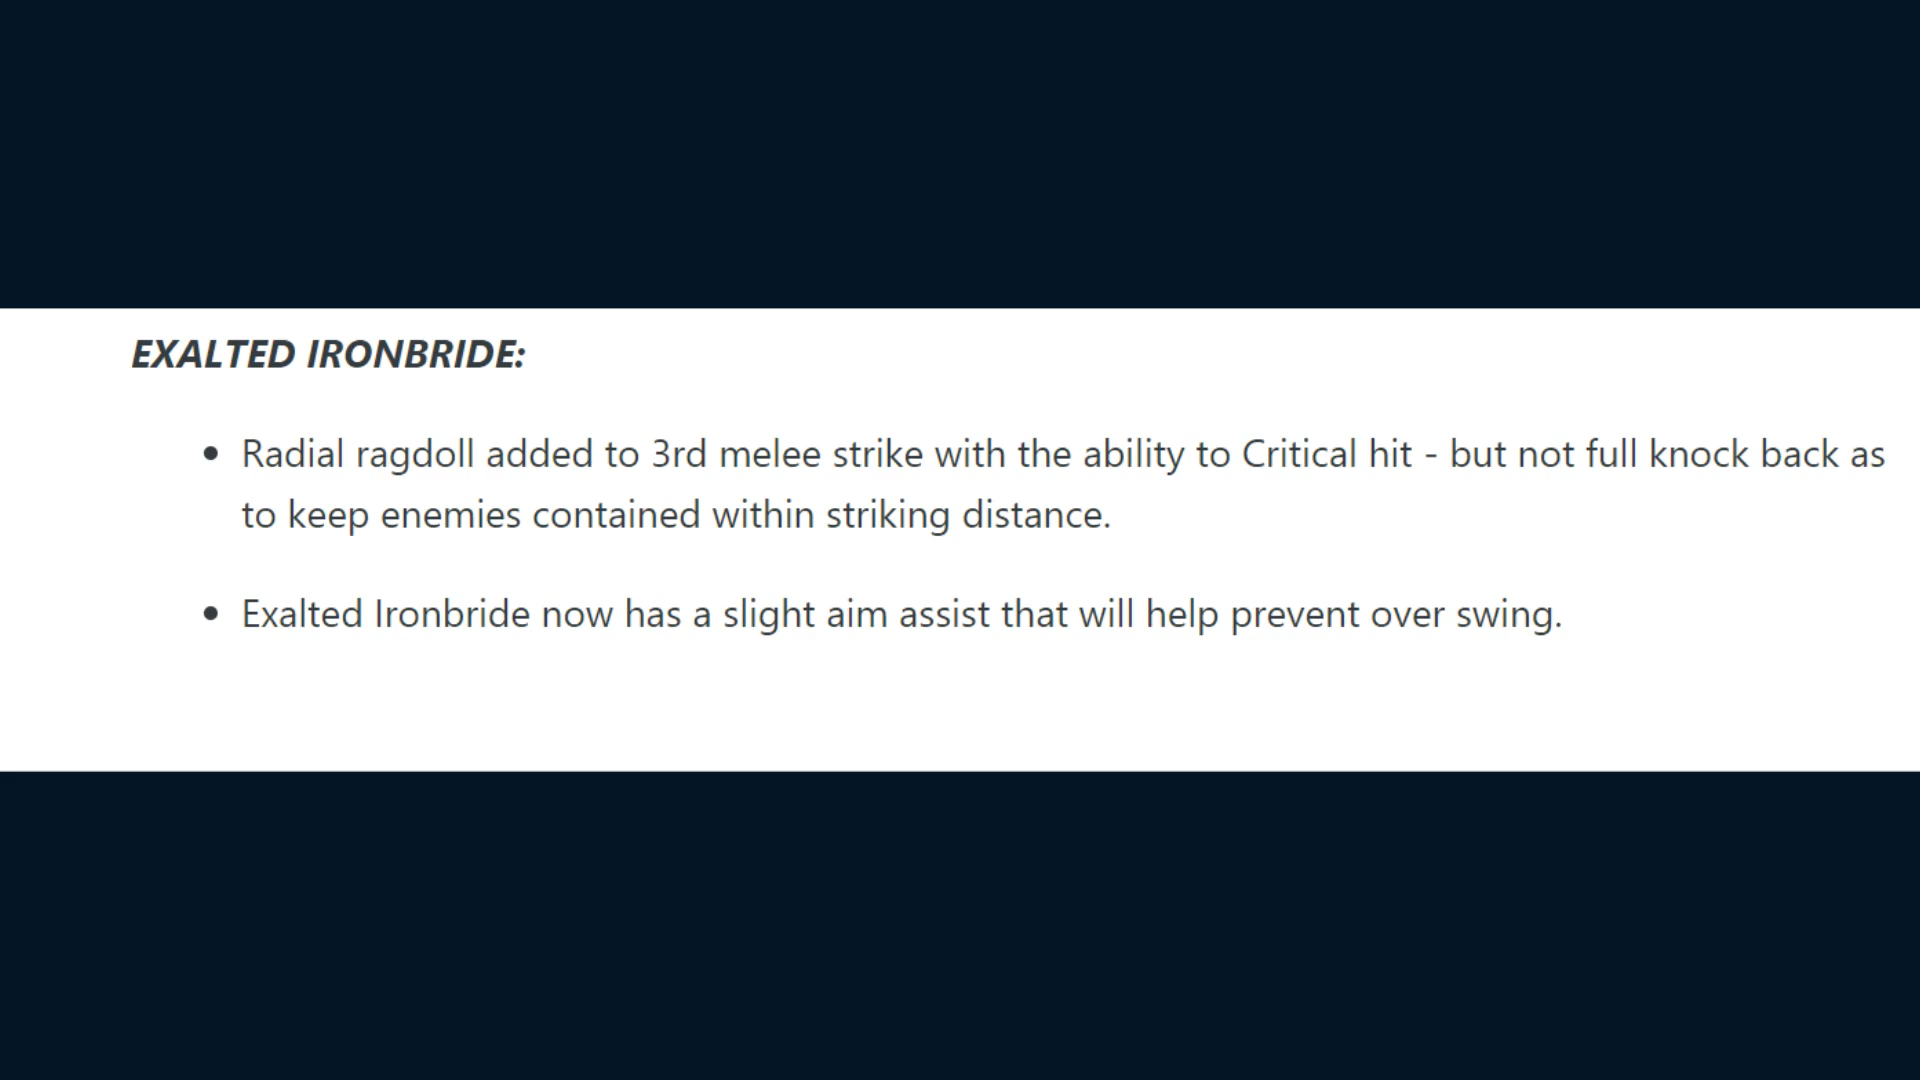 EXALTED IRONBRIDE:
• Radial ragdoll added to 3rd melee strike with the ability to Critical hit - but not full knock back as
to keep enemies contained within striking distance.
• Exalted Ironbride now has a slight aim assist that will help prevent over swing.